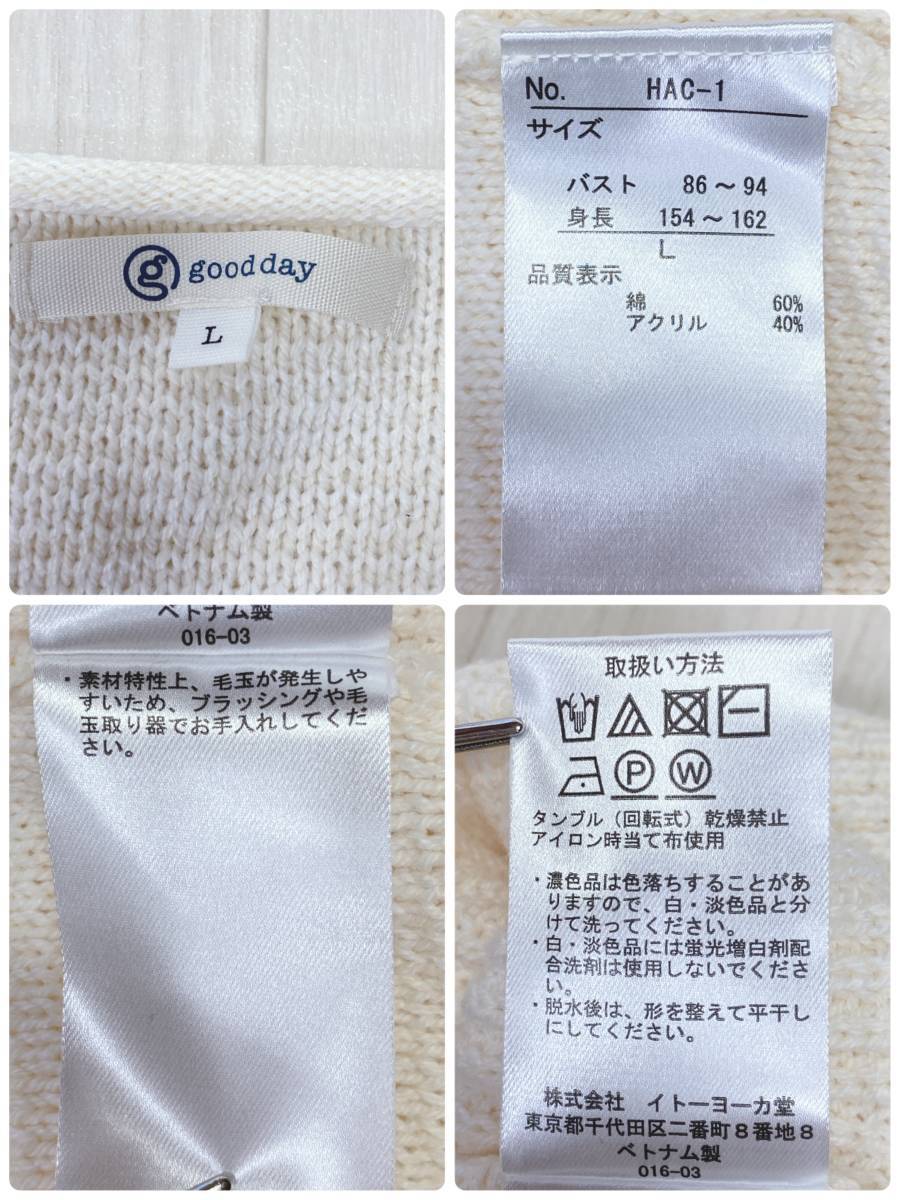 g good day
L
No. HAC-1
サイズ
バスト 86～94
身長 154～162
L
品質表示
綿 60%
アクリル 40%
ベトナム製
016-03
・素材特性上、毛玉が発生しや
すいため、ブラッシングや毛
玉取り器でお手入れしてくだ
さい。
取扱い方法
P W
タンブル（回転式）乾燥禁止
アイロン時当て布使用
・濃色品は色落ちすることがあ
りますので、白・淡色品と分
けて洗ってください。
・白・淡色品には蛍光増白剤配
合洗剤は使用しないでくださ
い。
・脱水後は、形を整えて平干し
にしてください。
株式会社 イトーヨーカ堂
東京都千代田区二番町８番地８
ベトナム製
016-03